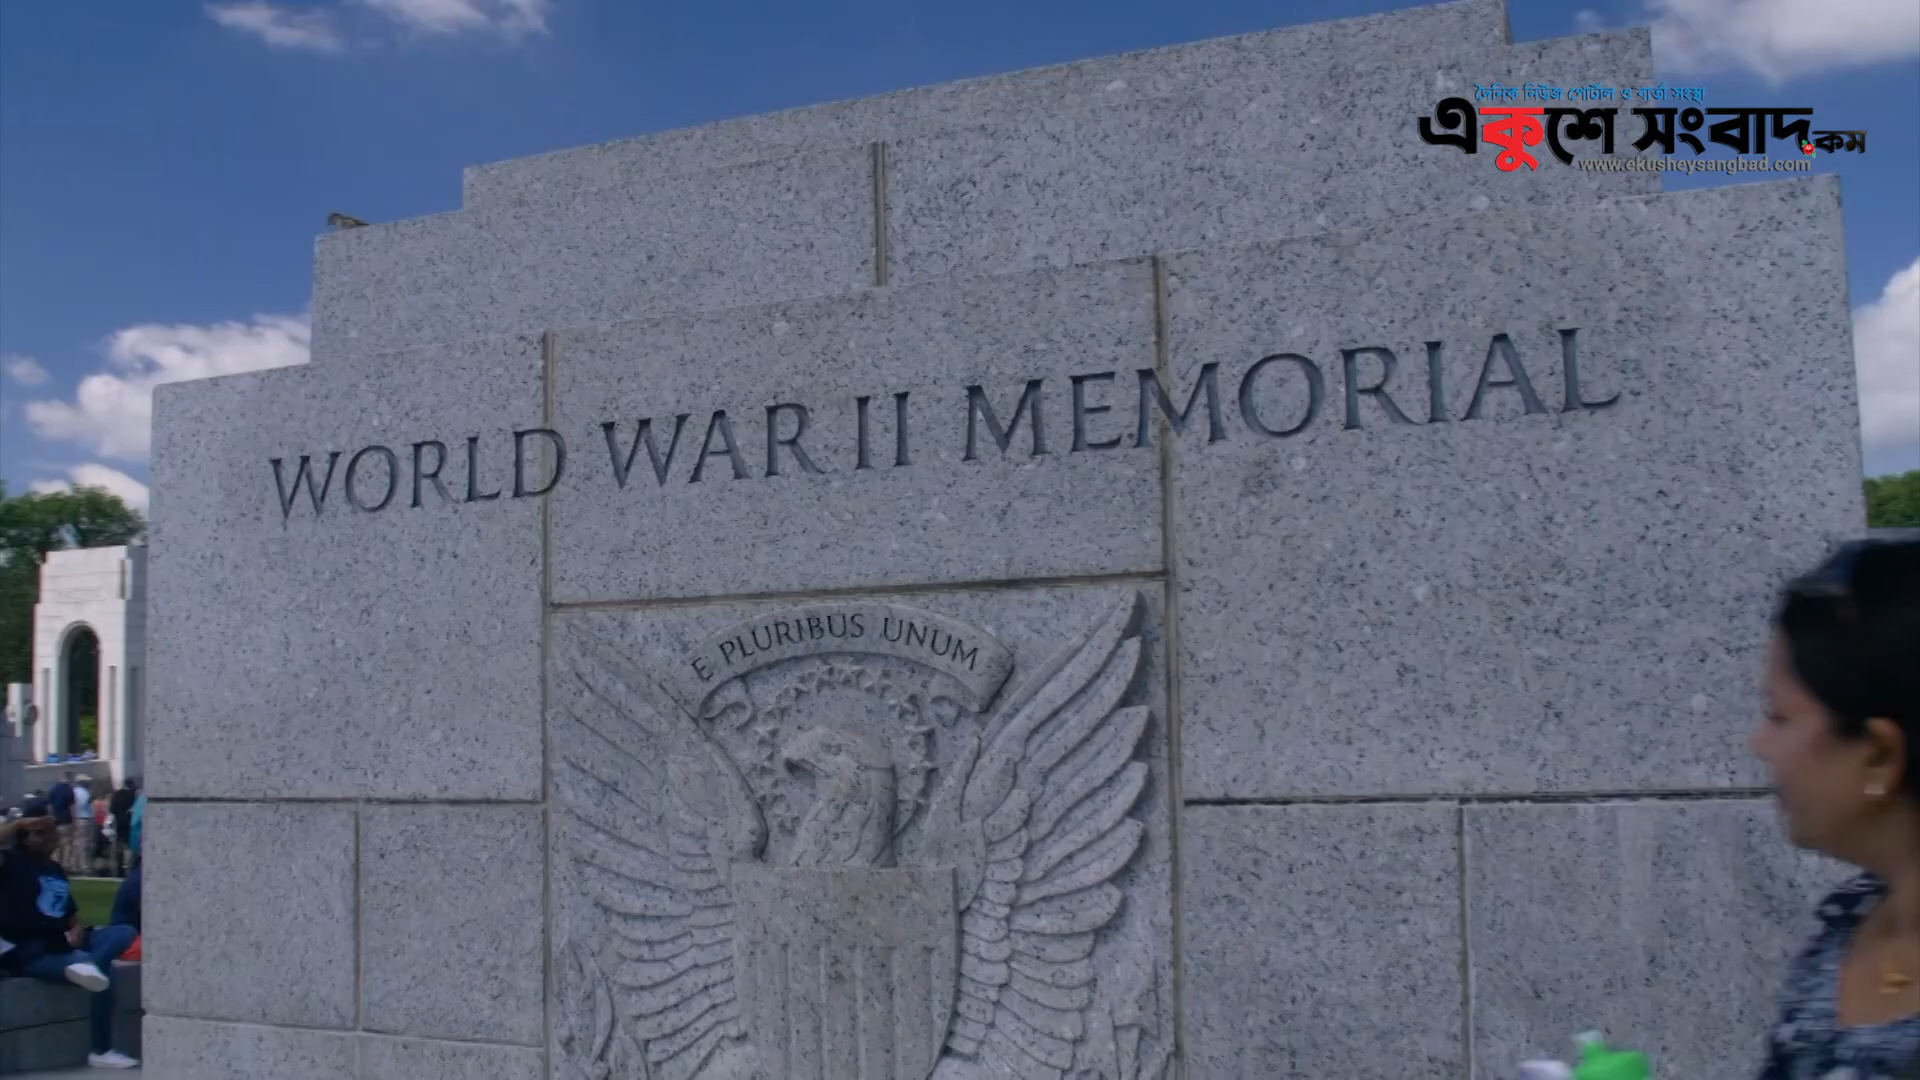 দৈনিক নিউজ পোর্টাল ও বার্তা সংস্থা
একুশে সংবাদ.কম
www.ekusheysangbad.com
WORLD WAR II MEMORIAL
E PLURIBUS UNUM